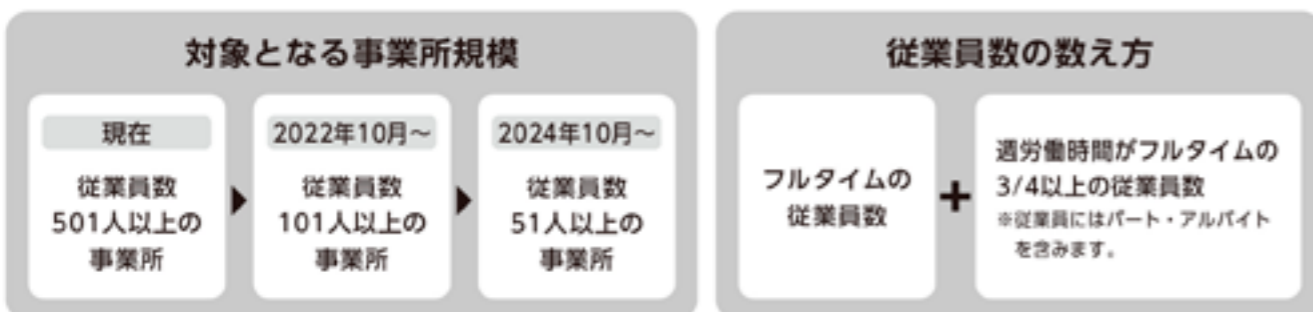 対象となる事業所規模
現在
従業員数
501人以上の
事業所
2022年10月～
従業員数
101人以上の
事業所
2024年10月～
従業員数
51人以上の
事業所
従業員数の数え方
フルタイムの
従業員数
+
週労働時間がフルタイムの
3/4以上の従業員数
※従業員にはパート・アルバイト
を含みます。